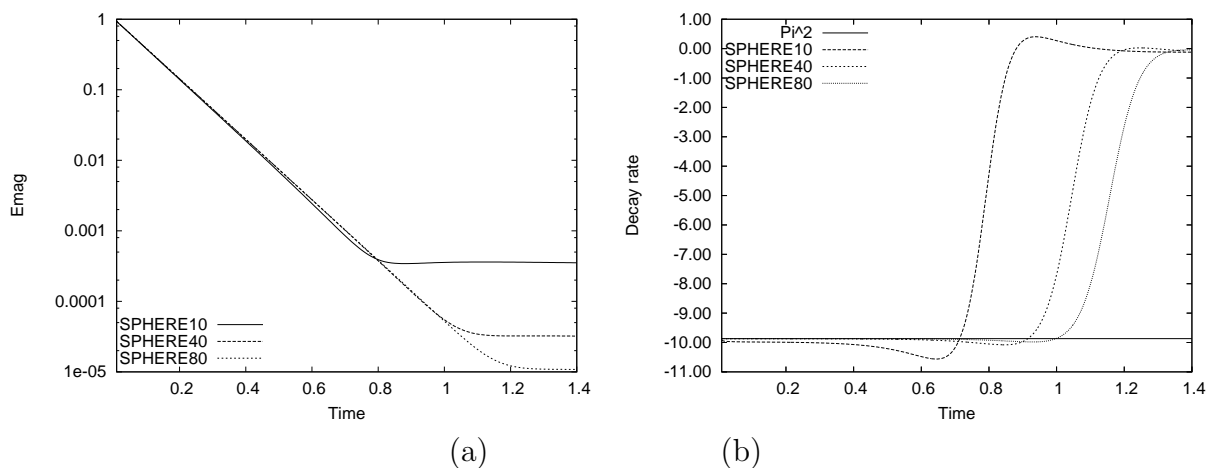 1
0.1
0.01
0.001
0.0001
1e-05
Emag
0.2 0.4 0.6 0.8 1 1.2 1.4
Time
SPHERE10
SPHERE40
SPHERE80
(a)
1.00
0.00
-1.00
-2.00
-3.00
-4.00
-5.00
-6.00
-7.00
-8.00
-9.00
-10.00
-11.00
Decay rate
0.2 0.4 0.6 0.8 1 1.2 1.4
Time
Pi^2
SPHERE10
SPHERE40
SPHERE80
(b)